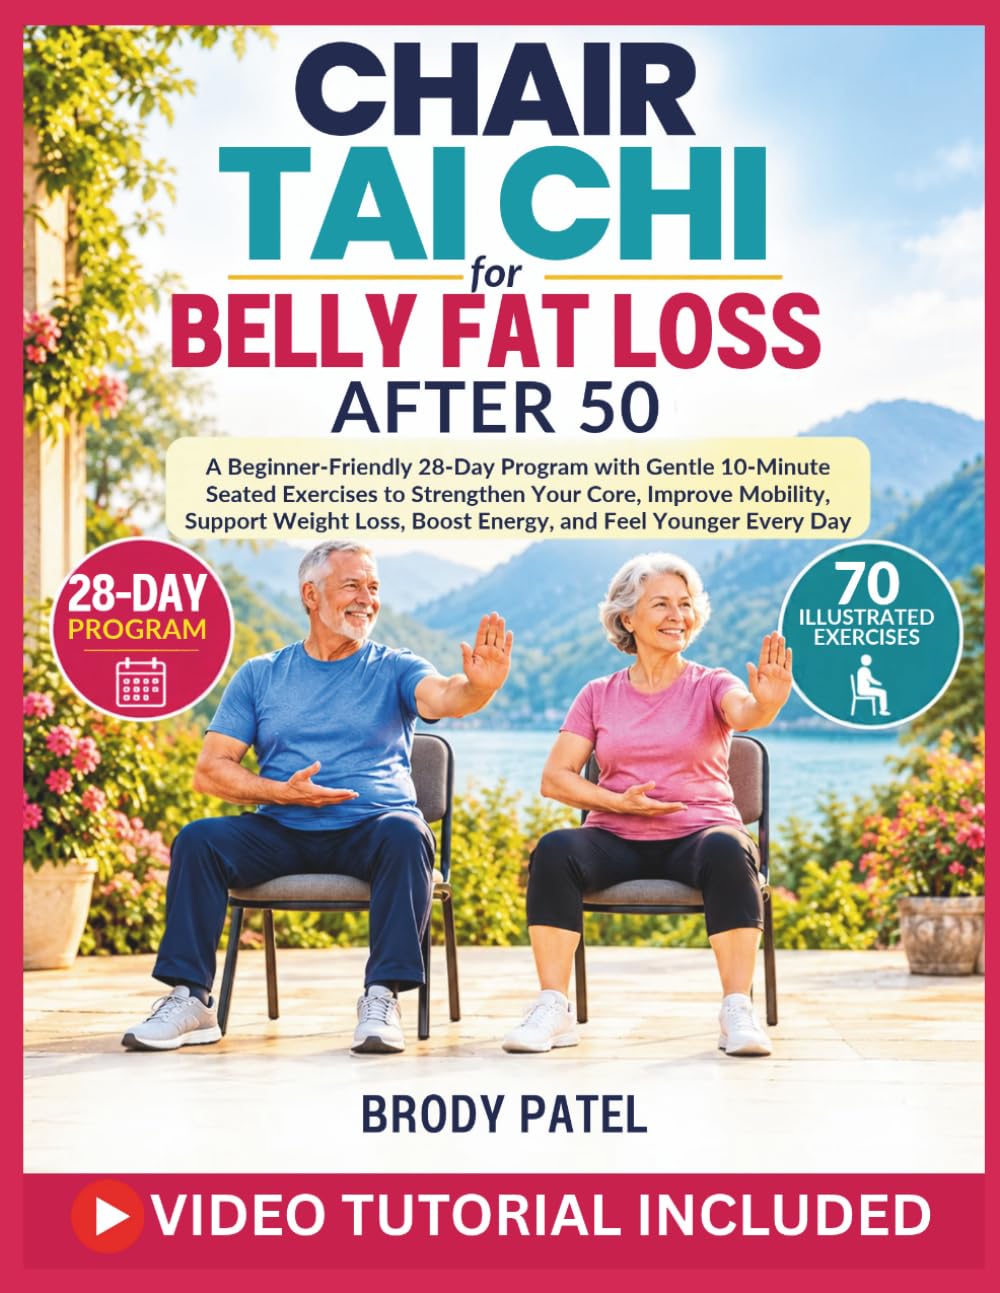 CHAIR
TAI CHI
for
BELLY FAT LOSS
AFTER 50
A Beginner-Friendly 28-Day Program with Gentle 10-Minute
Seated Exercises to Strengthen Your Core, Improve Mobility,
Support Weight Loss, Boost Energy, and Feel Younger Every Day
28-DAY
PROGRAM
70
ILLUSTRATED
EXERCISES
BRODY PATEL
VIDEO TUTORIAL INCLUDED